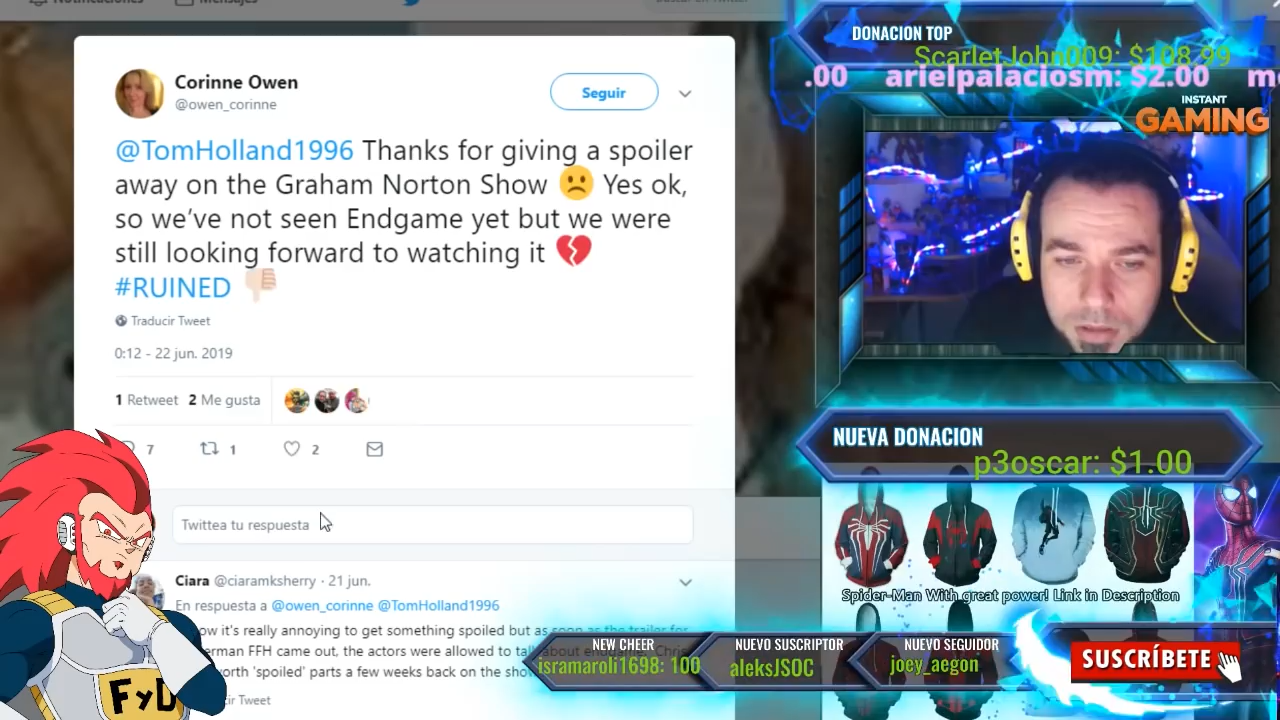 Notificaciones
Mensajes
Buscar en Twitter
Corinne Owen
@owen_corinne
Seguir
@TomHolland1996 Thanks for giving a spoiler
away on the Graham Norton Show 🙁 Yes ok,
so we've not seen Endgame yet but we were
still looking forward to watching it 💔
#RUINED 👎🏻
Traducir Tweet
0:12 - 22 jun. 2019
1 Retweet 2 Me gusta
7 1 2
Twittea tu respuesta
Ciara @ciaramksherry · 21 jun.
En respuesta a @owen_corinne @TomHolland1996
it's really annoying to get something spoiled but as soon as the trailer for
FFH came out, the actors were allowed to talk about
'spoiled' parts a few weeks back on the
Tweet
FyD
DONACION TOP
ScarletJohn009: $108.99
.00 arielpalaciosm: $2.00
INSTANT
GAMING
NUEVA DONACION
p3oscar: $1.00
Spider-Man With great power! Link in Description
NEW CHEER
isramaroli1698: 100
NUEVO SUSCRIPTOR
aleksJSOC
NUEVO SEGUIDOR
joey_aegon
SUSCRÍBETE